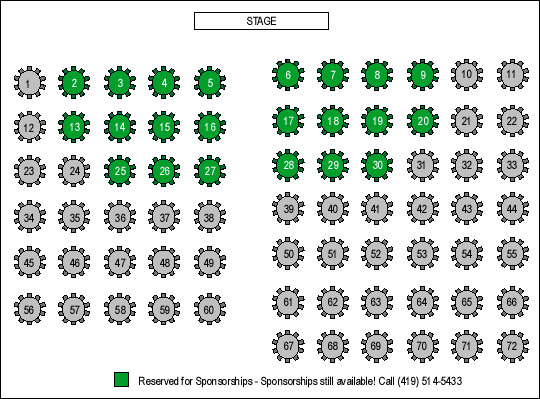 STAGE
1 2 3 4 5 6 7 8 9 10 11
12 13 14 15 16 17 18 19 20 21 22
23 24 25 26 27 28 29 30 31 32 33
34 35 36 37 38 39 40 41 42 43 44
45 46 47 48 49 50 51 52 53 54 55
56 57 58 59 60 61 62 63 64 65 66
67 68 69 70 71 72
Reserved for Sponsorships - Sponsorships still available! Call (419) 514-5433